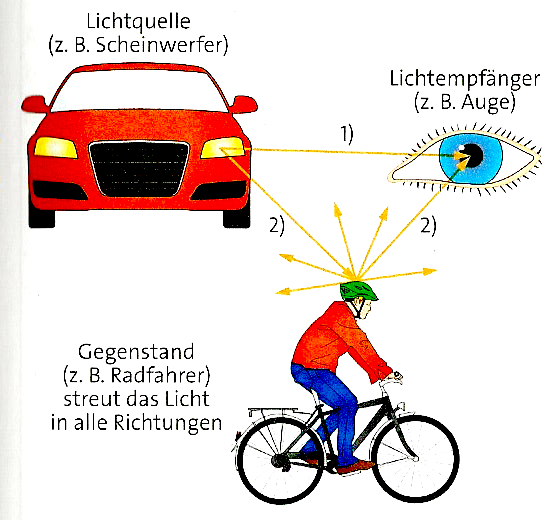 Lichtquelle
(z. B. Scheinwerfer)
Lichtempfänger
(z. B. Auge)
1)
2)
2)
Gegenstand
(z. B. Radfahrer)
streut das Licht
in alle Richtungen